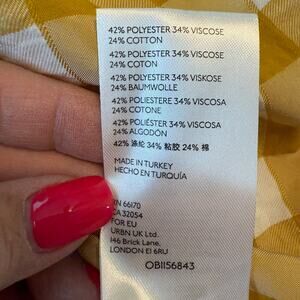 42% POLYESTER 34% VISCOSE
24% COTTON
42% POLYESTER 34% VISCOSE
24% COTON
42% POLYESTER 34% VISKOSE
24% BAUMWOLLE
42% POLIESTERE 34% VISCOSA
24% COTONE
42% POLIÉSTER 34% VISCOSA
24% ALGODÓN
42% 涤纶 34% 粘胶 24% 棉
MADE IN TURKEY
HECHO EN TURQUÍA
RN 66170
CA 32054
FOR EU
URBN UK Ltd.
146 Brick Lane,
LONDON E1 6RU
OB1156843